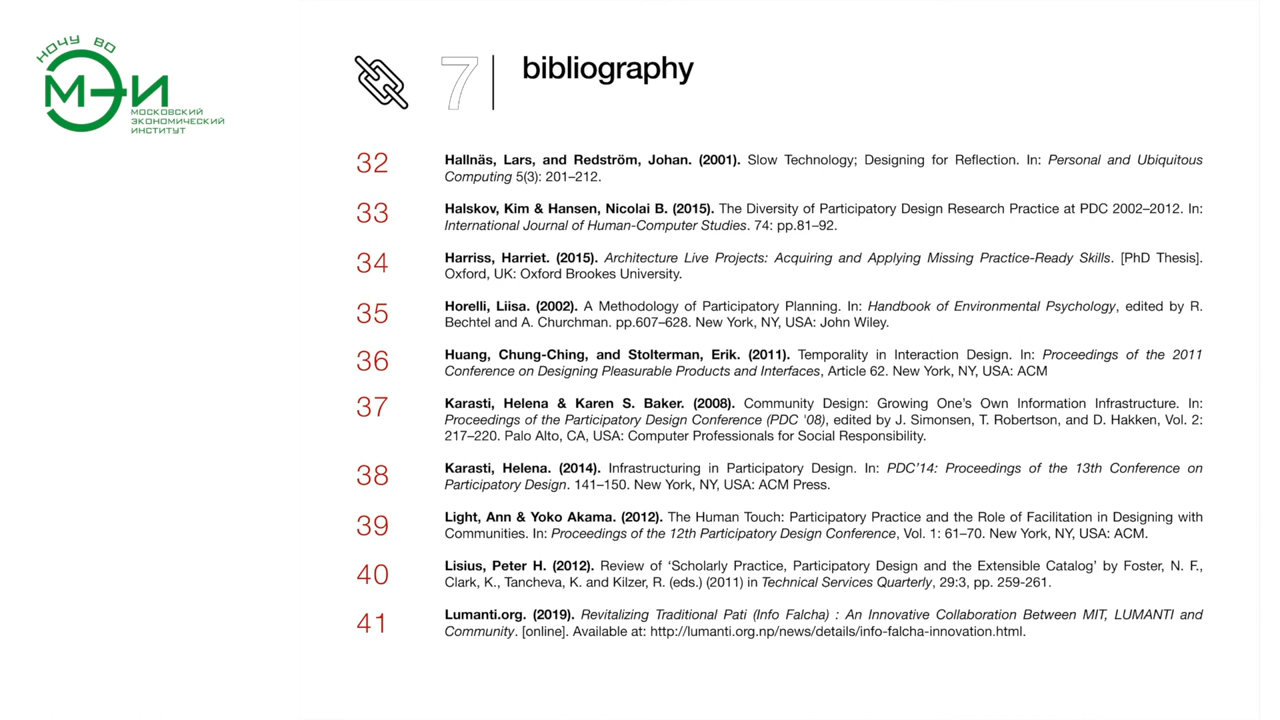 НОЧУ ВО
МЭИ
МОСКОВСКИЙ
ЭКОНОМИЧЕСКИЙ
ИНСТИТУТ
7
bibliography
32
Hallnäs, Lars, and Redström, Johan. (2001). Slow Technology; Designing for Reflection. In: Personal and Ubiquitous
Computing 5(3): 201–212.
33
Halskov, Kim & Hansen, Nicolai B. (2015). The Diversity of Participatory Design Research Practice at PDC 2002–2012. In:
International Journal of Human-Computer Studies. 74: pp.81–92.
34
Harriss, Harriet. (2015). Architecture Live Projects: Acquiring and Applying Missing Practice-Ready Skills. [PhD Thesis].
Oxford, UK: Oxford Brookes University.
35
Horelli, Liisa. (2002). A Methodology of Participatory Planning. In: Handbook of Environmental Psychology, edited by R.
Bechtel and A. Churchman. pp.607–628. New York, NY, USA: John Wiley.
36
Huang, Chung-Ching, and Stolterman, Erik. (2011). Temporality in Interaction Design. In: Proceedings of the 2011
Conference on Designing Pleasurable Products and Interfaces, Article 62. New York, NY, USA: ACM
37
Karasti, Helena & Karen S. Baker. (2008). Community Design: Growing One's Own Information Infrastructure. In:
Proceedings of the Participatory Design Conference (PDC '08), edited by J. Simonsen, T. Robertson, and D. Hakken, Vol. 2:
217–220. Palo Alto, CA, USA: Computer Professionals for Social Responsibility.
38
Karasti, Helena. (2014). Infrastructuring in Participatory Design. In: PDC'14: Proceedings of the 13th Conference on
Participatory Design. 141–150. New York, NY, USA: ACM Press.
39
Light, Ann & Yoko Akama. (2012). The Human Touch: Participatory Practice and the Role of Facilitation in Designing with
Communities. In: Proceedings of the 12th Participatory Design Conference, Vol. 1: 61–70. New York, NY, USA: ACM.
40
Lisius, Peter H. (2012). Review of ‘Scholarly Practice, Participatory Design and the Extensible Catalog’ by Foster, N. F.,
Clark, K., Tancheva, K. and Kilzer, R. (eds.) (2011) in Technical Services Quarterly, 29:3, pp. 259-261.
41
Lumanti.org. (2019). Revitalizing Traditional Pati (Info Falcha) : An Innovative Collaboration Between MIT, LUMANTI and
Community. [online]. Available at: http://lumanti.org.np/news/details/info-falcha-innovation.html.